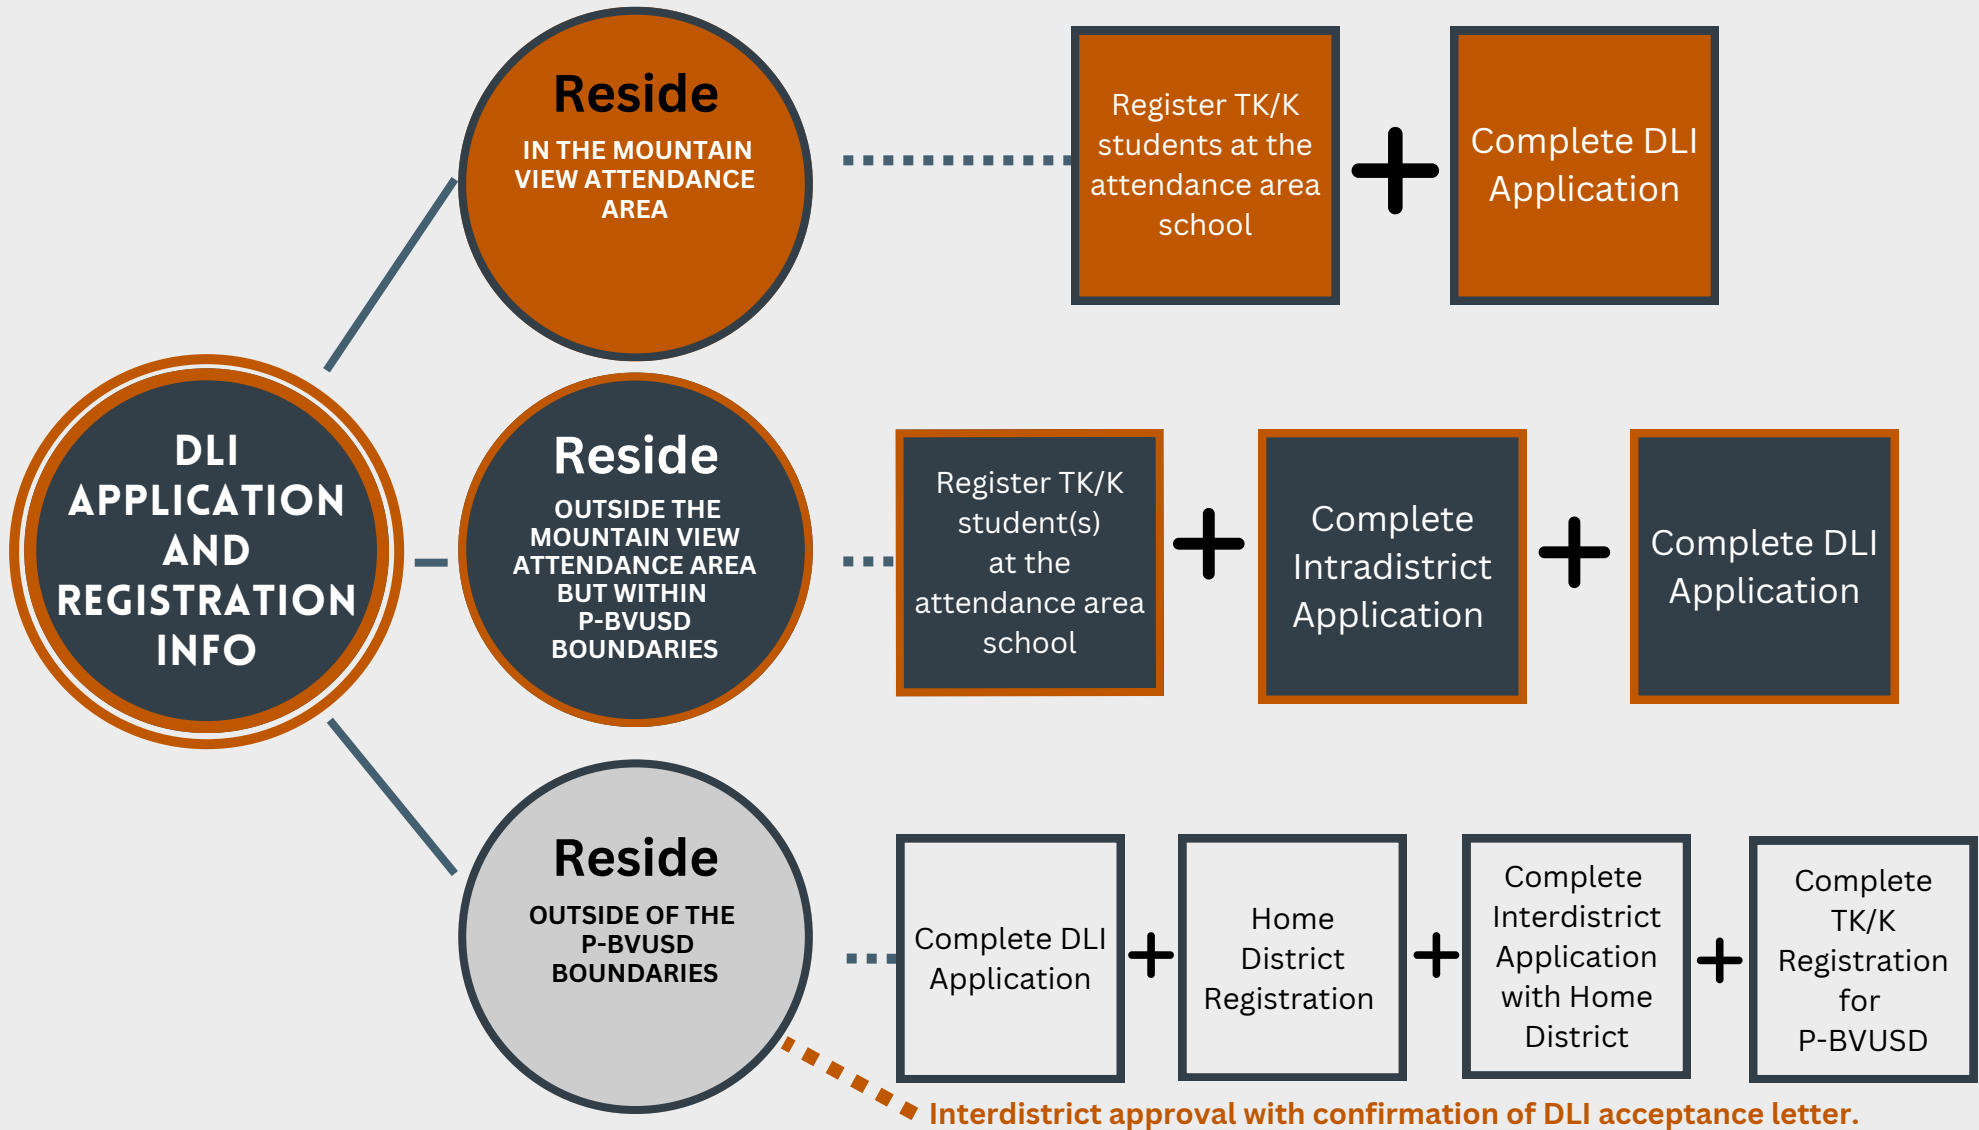 DLI
APPLICATION
AND
REGISTRATION
INFO
Reside
IN THE MOUNTAIN
VIEW ATTENDANCE
AREA
Register TK/K
students at the
attendance area
school
Complete DLI
Application
Reside
OUTSIDE THE
MOUNTAIN VIEW
ATTENDANCE AREA
BUT WITHIN
P-BVUSD
BOUNDARIES
Register TK/K
student(s)
at the
attendance area
school
Complete
Intradistrict
Application
Complete DLI
Application
Reside
OUTSIDE OF THE
P-BVUSD
BOUNDARIES
Complete DLI
Application
Home
District
Registration
Complete
Interdistrict
Application
with Home
District
Complete
TK/K
Registration
for
P-BVUSD
Interdistrict approval with confirmation of DLI acceptance letter.